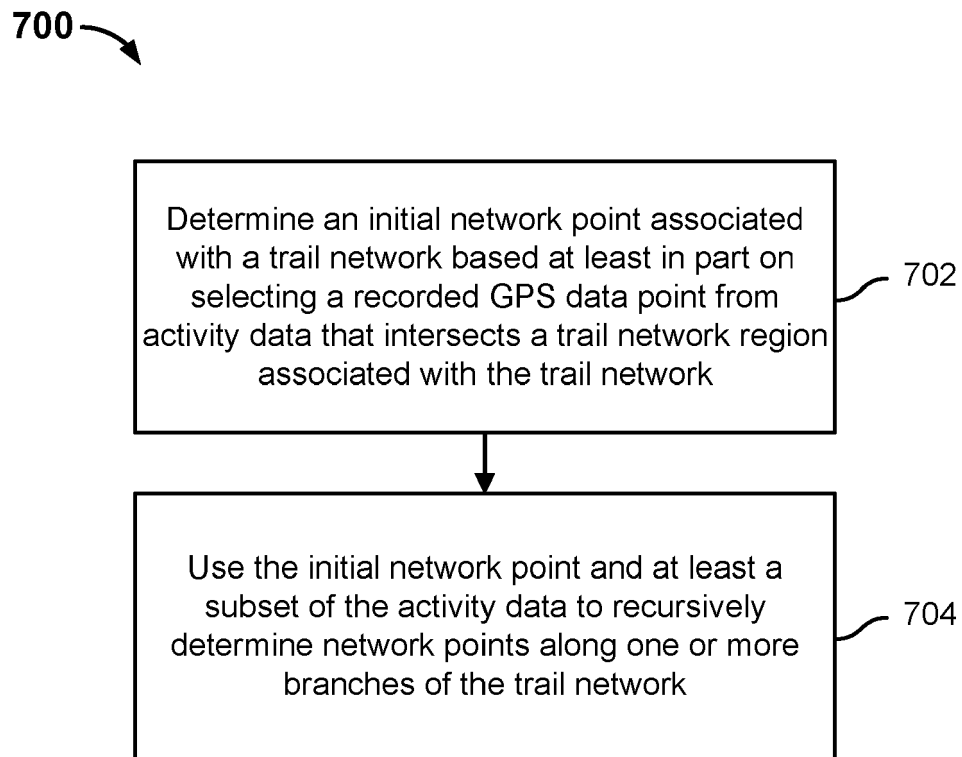 700
Determine an initial network point associated
with a trail network based at least in part on
selecting a recorded GPS data point from
activity data that intersects a trail network region
associated with the trail network
702
Use the initial network point and at least a
subset of the activity data to recursively
determine network points along one or more
branches of the trail network
704